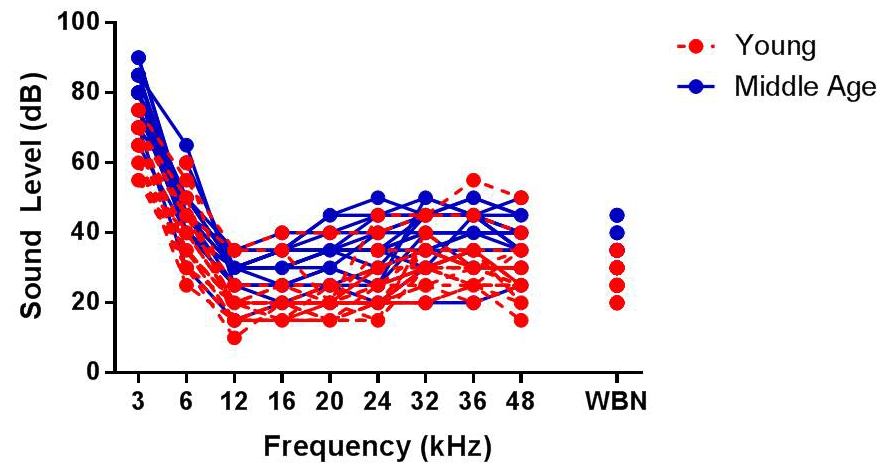 100
80
60
40
20
0
Sound Level (dB)
3 6 12 16 20 24 32 36 48 WBN
Frequency (kHz)
Young
Middle Age